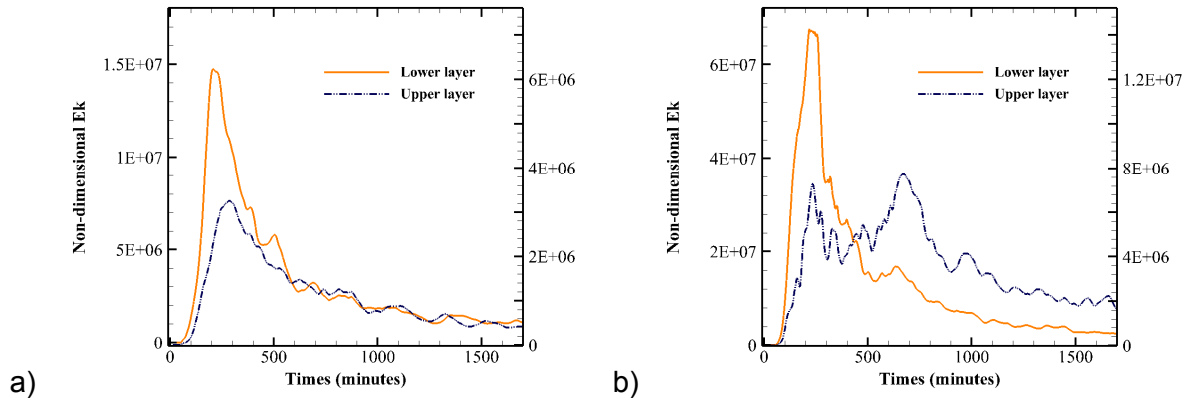 1.5E+07
1E+07
5E+06
0
6E+06
4E+06
2E+06
0
Non-dimensional Ek
Lower layer
Upper layer
0 500 1000 1500
Times (minutes)
a)
6E+07
4E+07
2E+07
0
1.2E+07
8E+06
4E+06
0
Non-dimensional Ek
Lower layer
Upper layer
0 500 1000 1500
Times (minutes)
b)